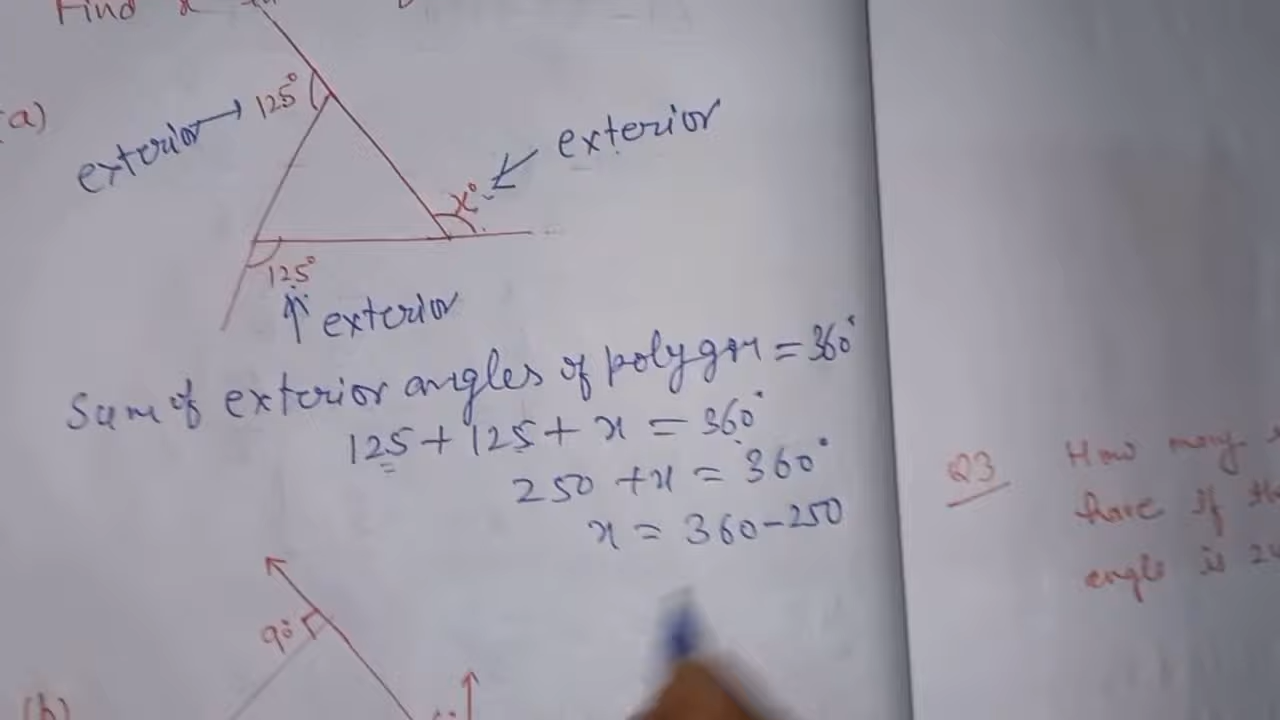 Find x
(a)
125°
exterior
exterior
x°
125°
exterior
Sum of exterior angles of polygon = 360°
125 + 125 + x = 360°
250 + x = 360°
x = 360 - 250
90°
(b)
Q3 How many
have if the
angle is